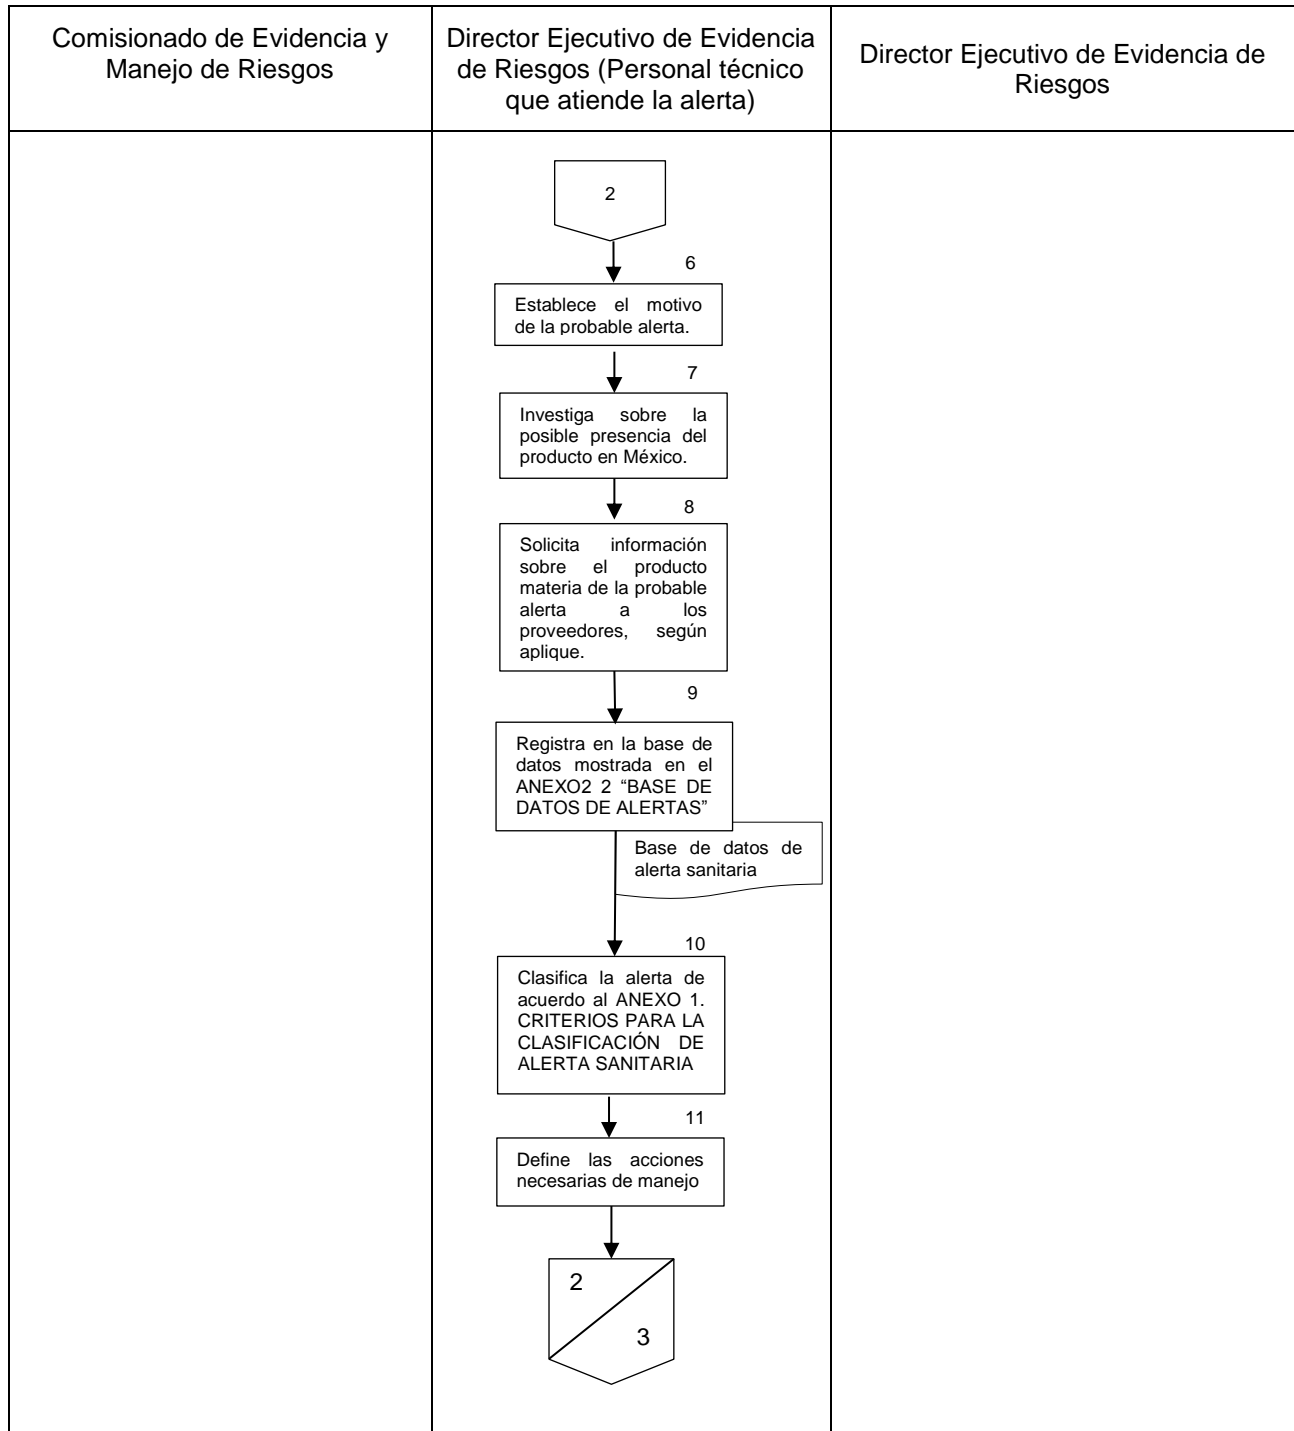 Comisionado de Evidencia y
Manejo de Riesgos
Director Ejecutivo de Evidencia
de Riesgos (Personal técnico
que atiende la alerta)
Director Ejecutivo de Evidencia de
Riesgos
2
6
Establece el motivo
de la probable alerta.
7
Investiga sobre la
posible presencia del
producto en México.
8
Solicita información
sobre el producto
materia de la probable
alerta a los
proveedores, según
aplique.
9
Registra en la base de
datos mostrada en el
ANEXO2 2 “BASE DE
DATOS DE ALERTAS”
Base de datos de
alerta sanitaria
10
Clasifica la alerta de
acuerdo al ANEXO 1.
CRITERIOS PARA LA
CLASIFICACIÓN DE
ALERTA SANITARIA
11
Define las acciones
necesarias de manejo
2
3